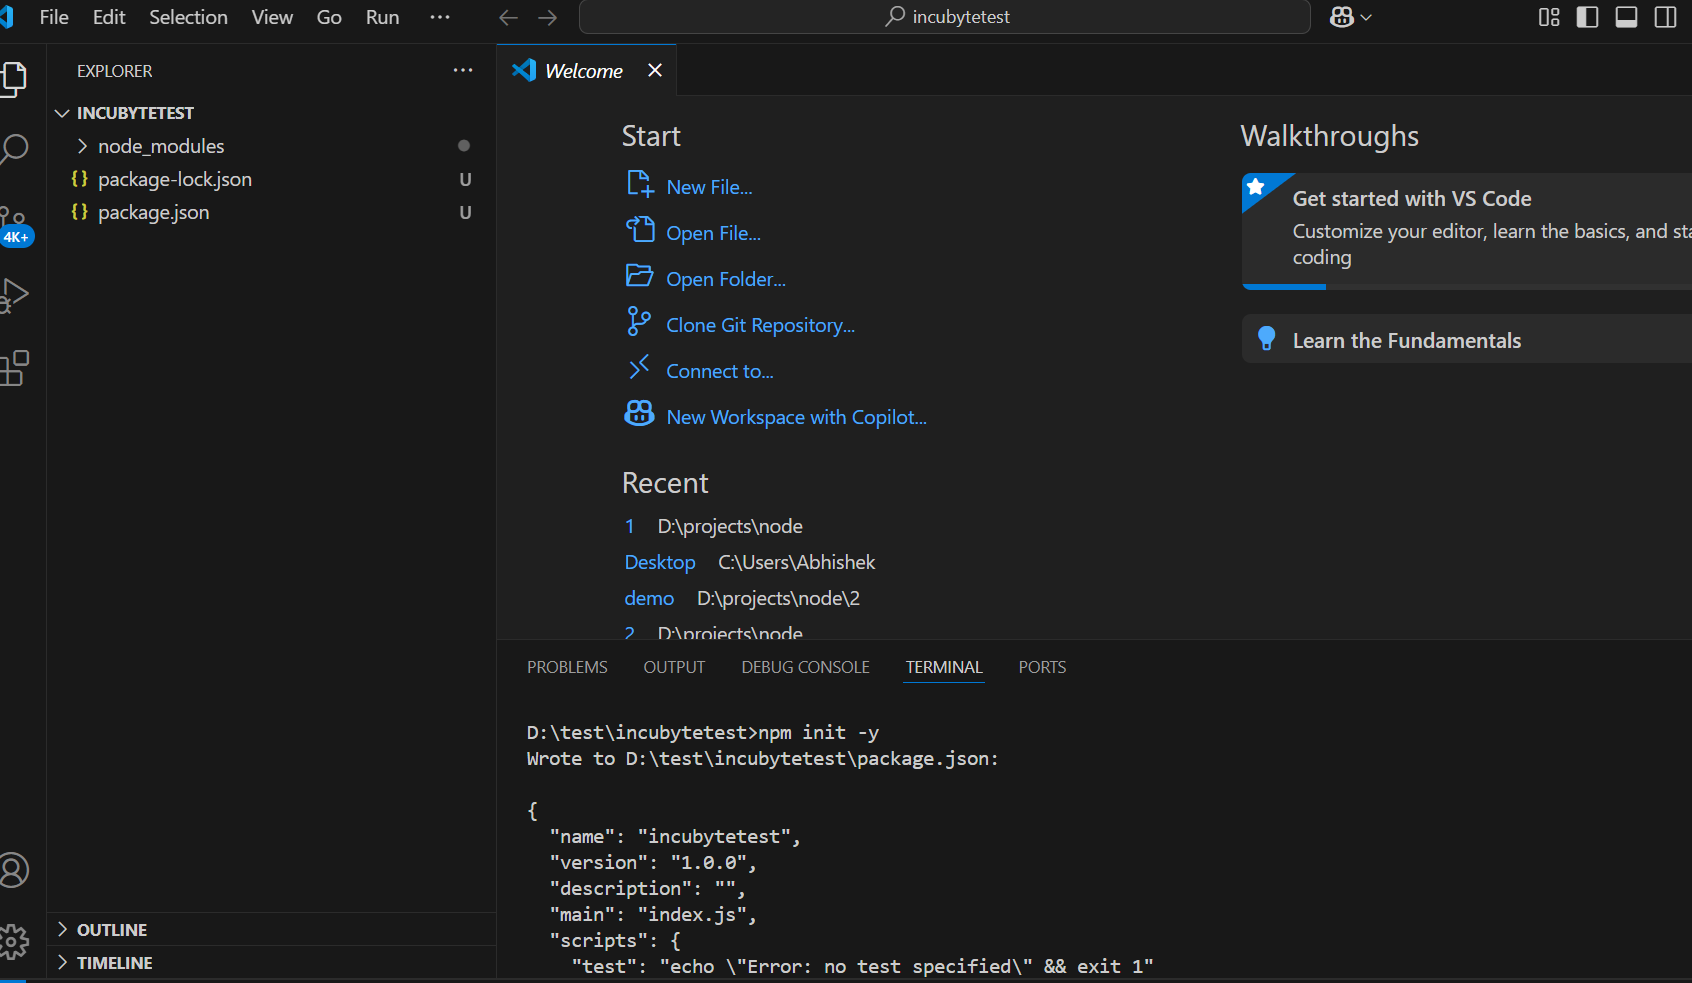 File Edit Selection View Go Run ···
incubytetest
EXPLORER ···
INCUBYTETEST
node_modules
{} package-lock.json U
{} package.json U
4K+
OUTLINE
TIMELINE
Welcome
Start
New File...
Open File...
Open Folder...
Clone Git Repository...
Connect to...
New Workspace with Copilot...
Recent
1 D:\projects\node
Desktop C:\Users\Abhishek
demo D:\projects\node\2
2 D:\projects\node
Walkthroughs
Get started with VS Code
Customize your editor, learn the basics, and sta
coding
Learn the Fundamentals
PROBLEMS OUTPUT DEBUG CONSOLE TERMINAL PORTS
D:\test\incubytetest>npm init -y
Wrote to D:\test\incubytetest\package.json:
{
"name": "incubytetest",
"version": "1.0.0",
"description": "",
"main": "index.js",
"scripts": {
"test": "echo \"Error: no test specified\" && exit 1"